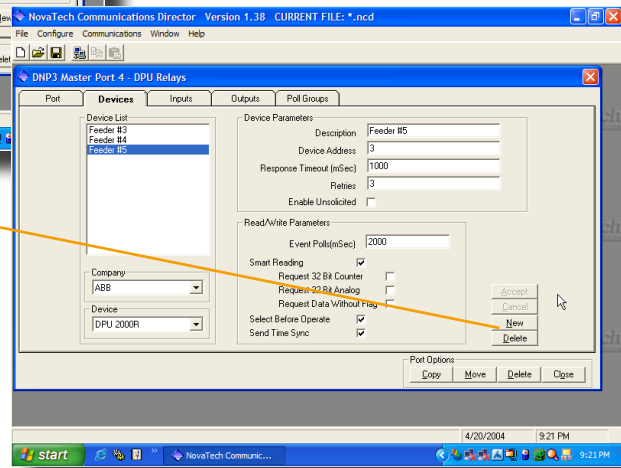 NovaTech Communications Director   Version 1.38   CURRENT FILE: *.ncd
File Configure Communications Window Help
DNP3 Master Port 4 - DPU Relays
Port Devices Inputs Outputs Poll Groups
Device List
Feeder #3
Feeder #4
Feeder #5
Company
ABB
Device
DPU 2000R
Device Parameters
Description Feeder #5
Device Address 3
Response Timeout (mSec) 1000
Retries 3
Enable Unsolicited
Read/Write Parameters
Event Polls(mSec) 2000
Smart Reading
Request 32 Bit Counter
Request 32 Bit Analog
Request Data Without Flag
Select Before Operate
Send Time Sync
Accept
Cancel
New
Delete
Port Options
Copy Move Delete Close
4/20/2004 9:21 PM
start NovaTech Communic... 9:21 PM